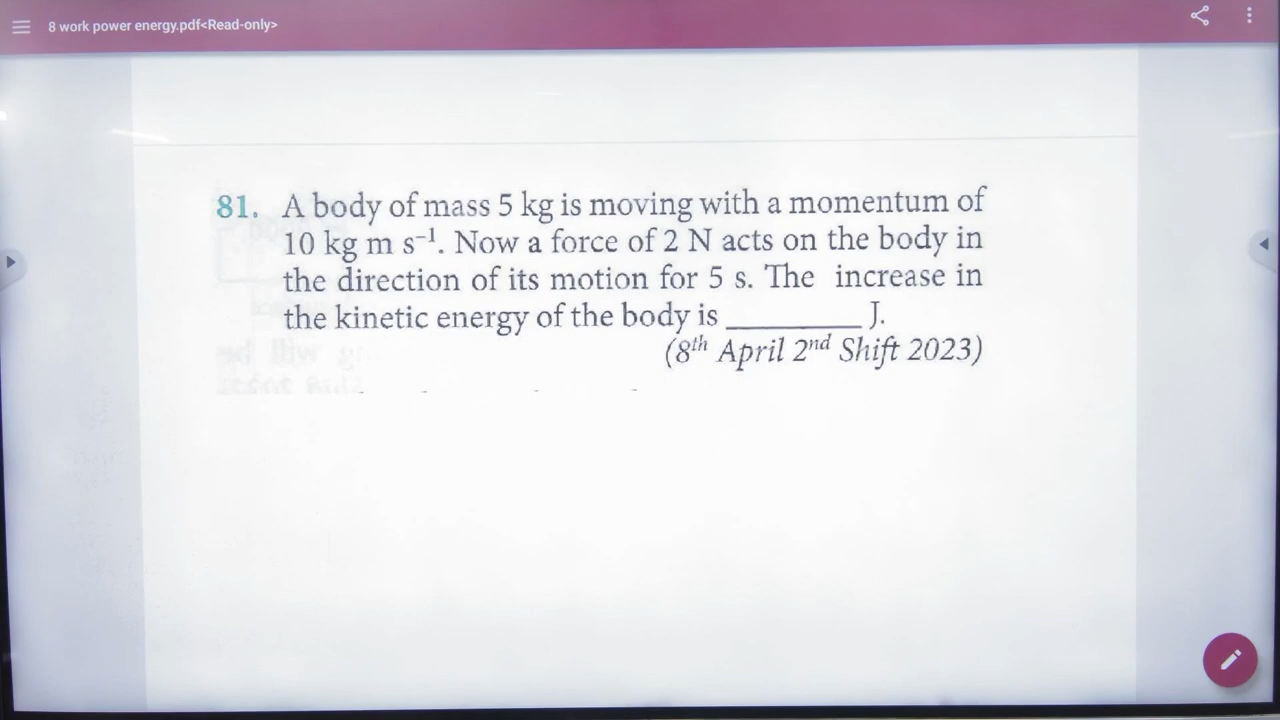 8 work power energy.pdf<Read-only>
81. A body of mass 5 kg is moving with a momentum of
10 kg m s⁻¹. Now a force of 2 N acts on the body in
the direction of its motion for 5 s. The increase in
the kinetic energy of the body is _________ J.
(8th April 2nd Shift 2023)